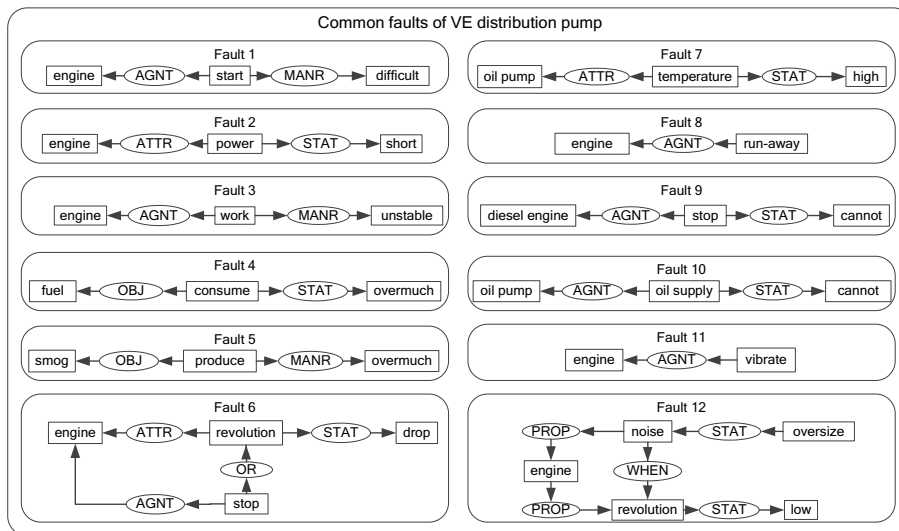 Common faults of VE distribution pump
Fault 1
engine AGNT start MANR difficult
Fault 2
engine ATTR power STAT short
Fault 3
engine AGNT work MANR unstable
Fault 4
fuel OBJ consume STAT overmuch
Fault 5
smog OBJ produce MANR overmuch
Fault 6
engine ATTR revolution STAT drop
OR
AGNT stop
Fault 7
oil pump ATTR temperature STAT high
Fault 8
engine AGNT run-away
Fault 9
diesel engine AGNT stop STAT cannot
Fault 10
oil pump AGNT oil supply STAT cannot
Fault 11
engine AGNT vibrate
Fault 12
PROP noise STAT oversize
engine WHEN
PROP revolution STAT low